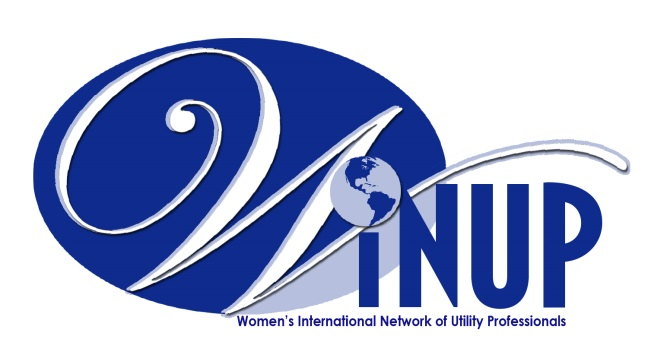 WiNUP
Women's International Network of Utility Professionals